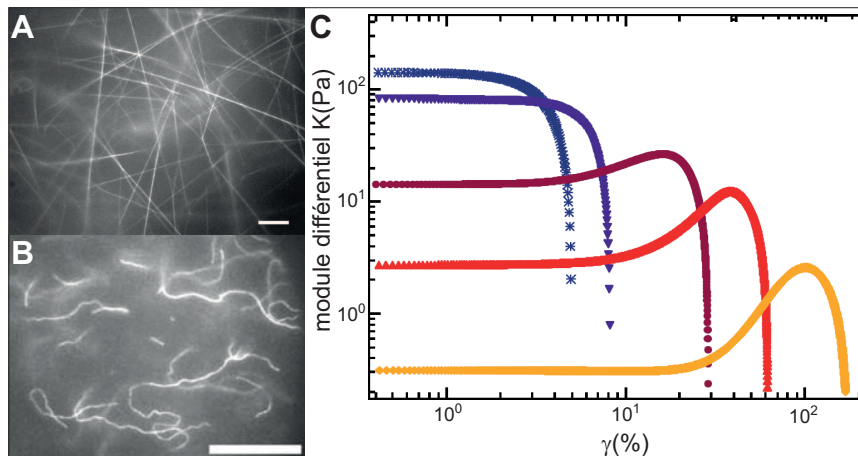 A
B
C
module différentiel K(Pa)
10²
10¹
10⁰
10⁰
10¹
10²
γ(%)